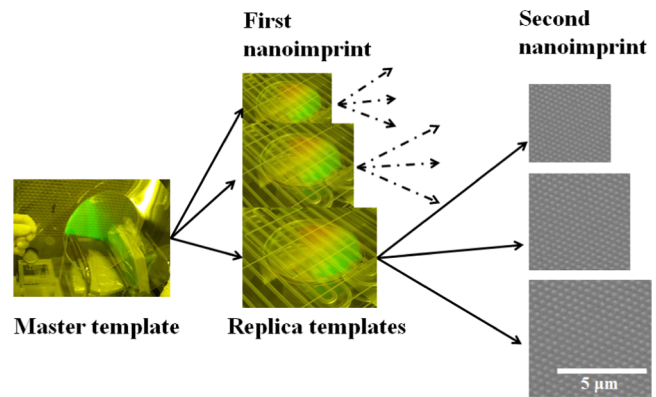 First
nanoimprint
Second
nanoimprint
Master template
Replica templates
5 µm